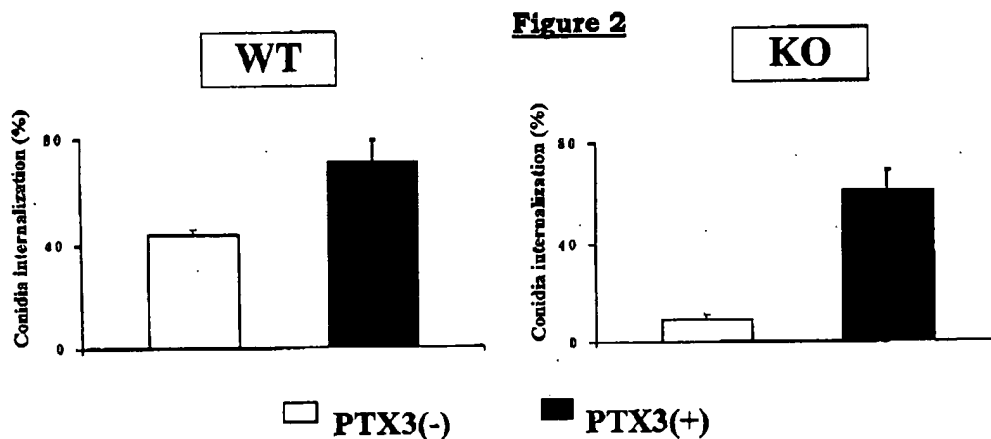 Figure 2
WT
KO
Conidia internalization (%)
80
40
0
Conidia internalization (%)
80
40
0
PTX3(-) PTX3(+)